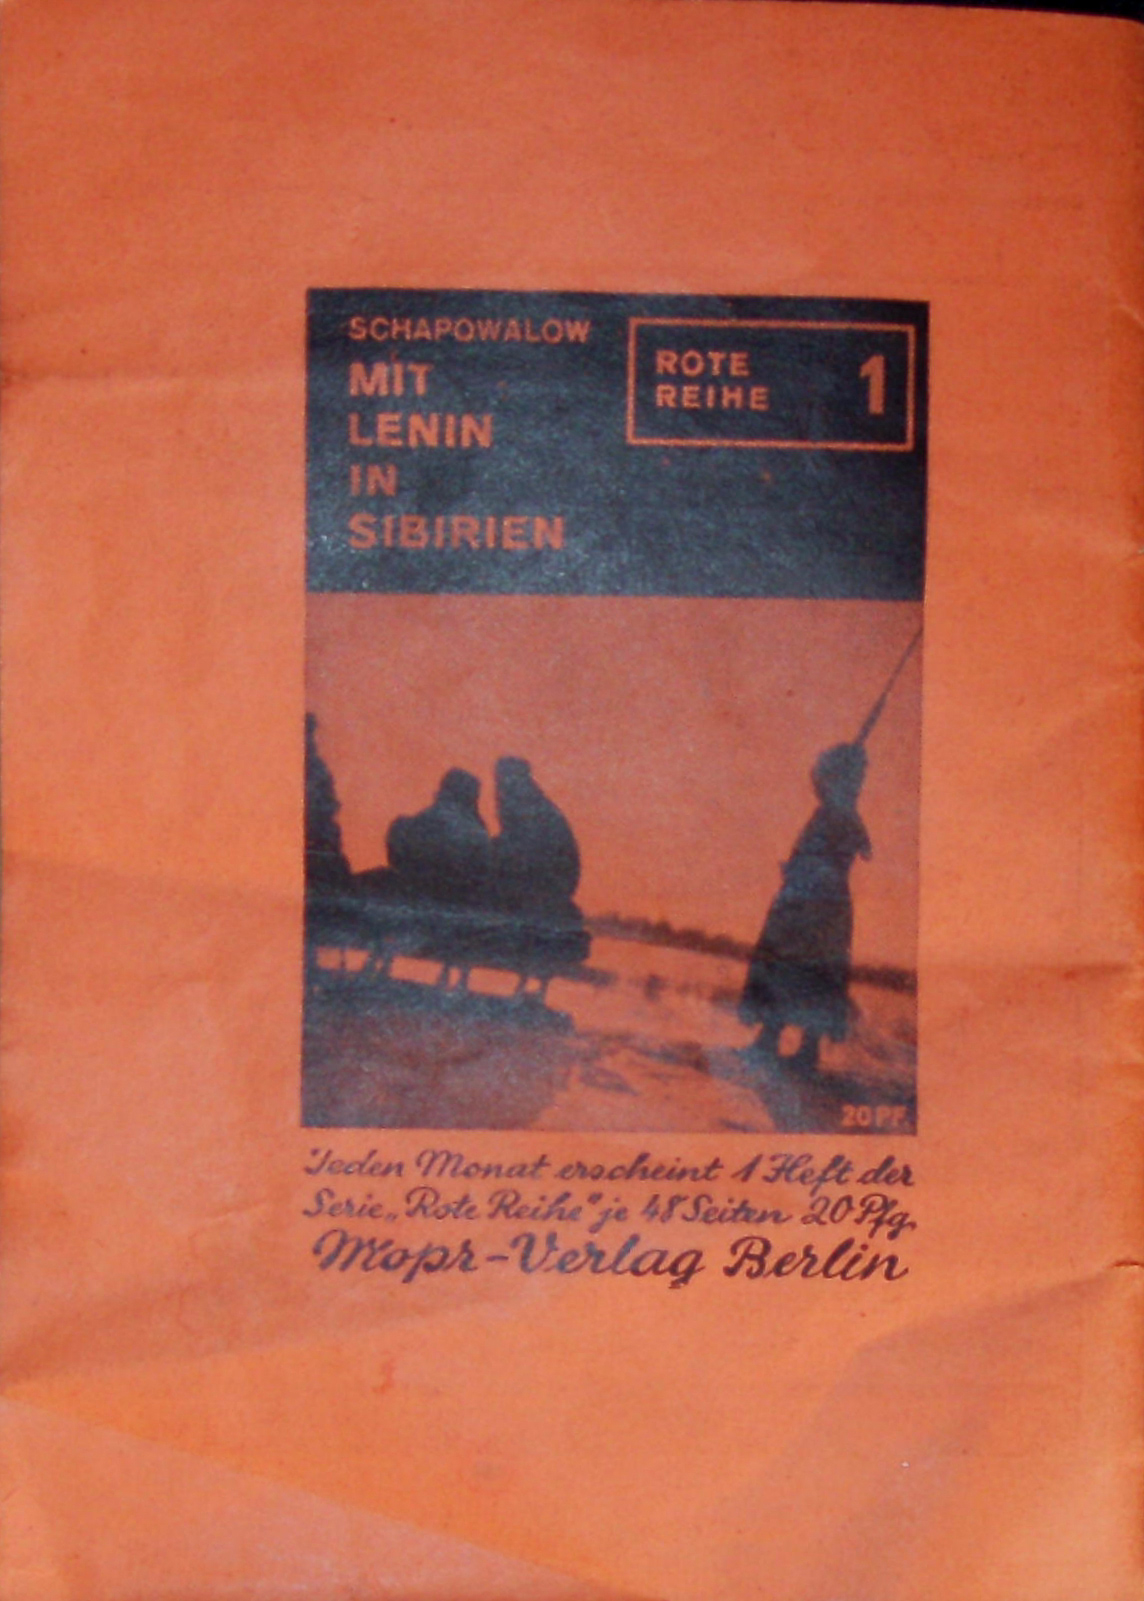 SCHAPOWALOW
MIT
LENIN
IN
SIBIRIEN
ROTE
REIHE
1
20 PF.
Jeden Monat erscheint 1 Heft der
Serie „Rote Reihe" je 48 Seiten 20 Pfg.
Mopr-Verlag Berlin